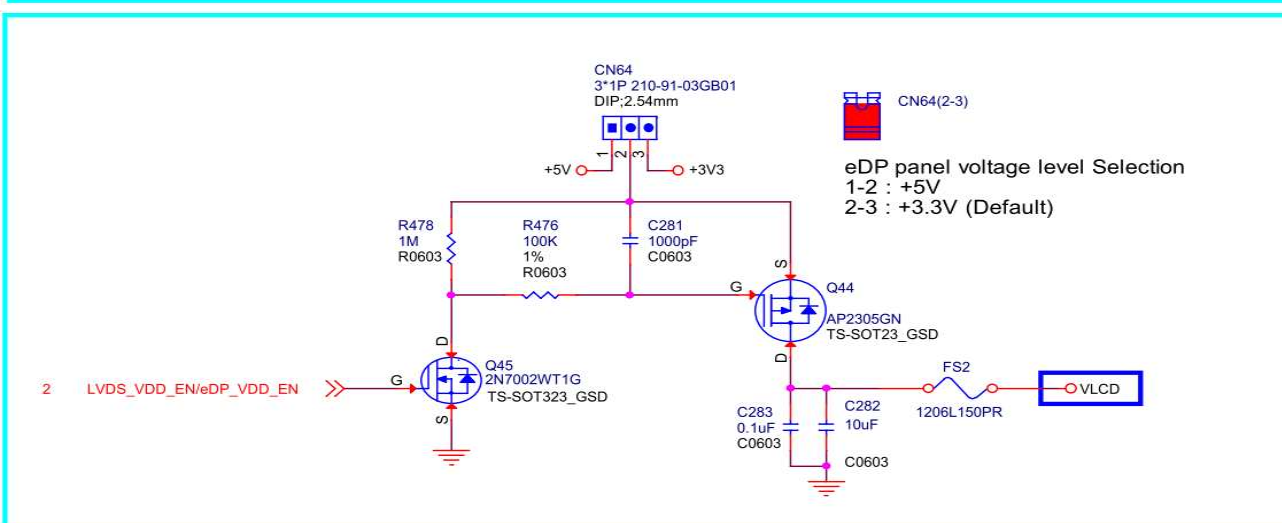 CN64
3*1P 210-91-03GB01
DIP;2.54mm
CN64(2-3)
1
2
3
+5V
+3V3
eDP panel voltage level Selection
1-2 : +5V
2-3 : +3.3V (Default)
R478
1M
R0603
R476
100K
1%
R0603
C281
1000pF
C0603
S
G
Q44
AP2305GN
TS-SOT23_GSD
D
D
Q45
2N7002WT1G
TS-SOT323_GSD
G
S
2 LVDS_VDD_EN/eDP_VDD_EN
FS2
1206L150PR
VLCD
C283
0.1uF
C0603
C282
10uF
C0603